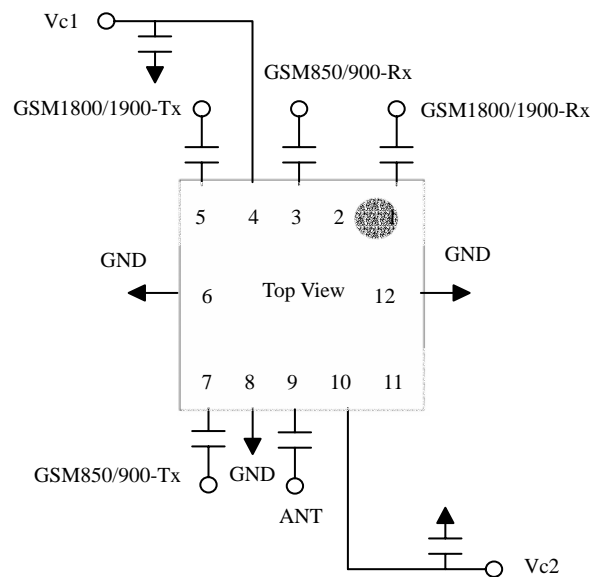 Vc1
GSM850/900-Rx
GSM1800/1900-Tx
GSM1800/1900-Rx
5 4 3 2 1
GND
GND
6 Top View 12
7 8 9 10 11
GSM850/900-Tx
GND
ANT
Vc2